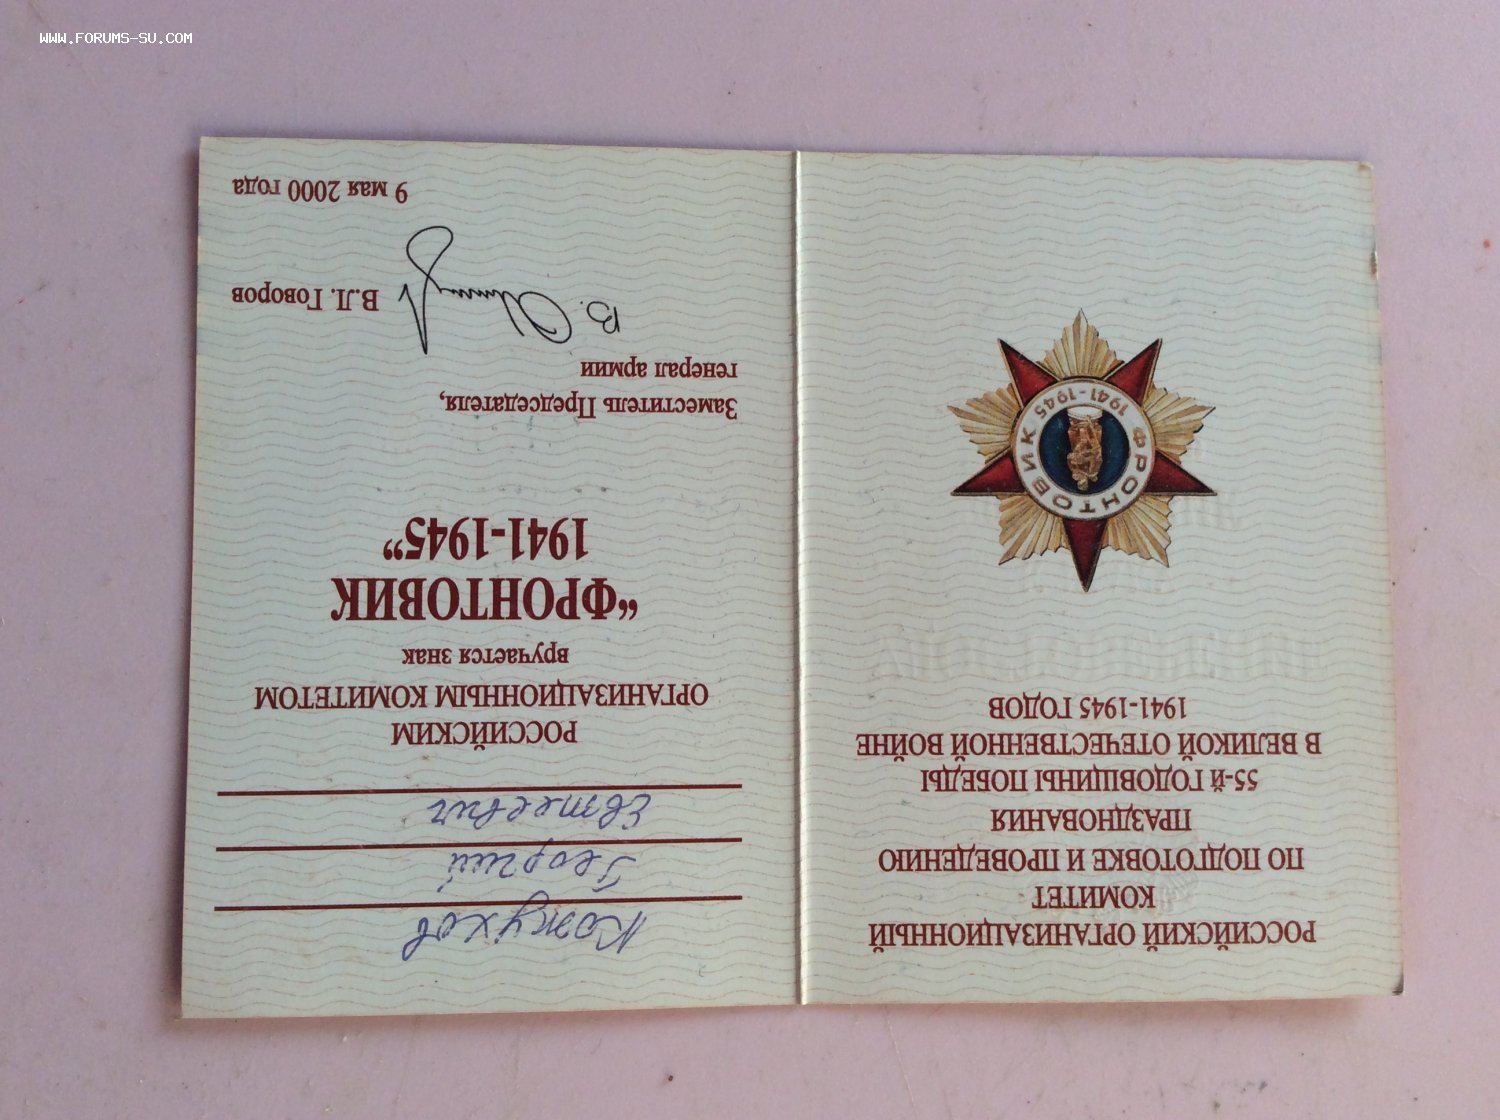 WWW.FORUMS-SU.COM
РОССИЙСКИЙ ОРГАНИЗАЦИОННЫЙ
КОМИТЕТ
ПО ПОДГОТОВКЕ И ПРОВЕДЕНИЮ
ПРАЗДНОВАНИЯ
55-Й ГОДОВЩИНЫ ПОБЕДЫ
В ВЕЛИКОЙ ОТЕЧЕСТВЕННОЙ ВОЙНЕ
1941-1945 ГОДОВ
ФРОНТОВИК
1941-1945
Кожухов
Георгий
Евтеевич
РОССИЙСКИМ
ОРГАНИЗАЦИОННЫМ КОМИТЕТОМ
вручается знак
“ФРОНТОВИК
1941-1945”
Заместитель Председателя,
генерал армии
В.Л. Говоров
9 мая 2000 года